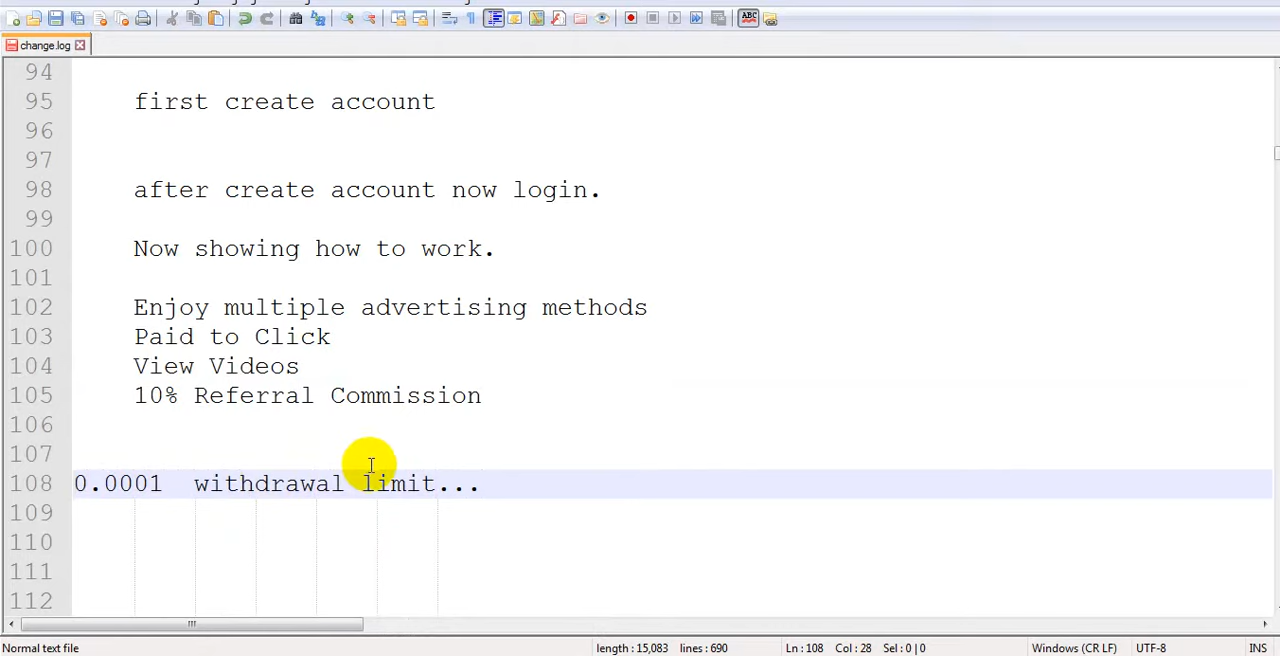 change.log
94
95 first create account
96
97
98 after create account now login.
99
100 Now showing how to work.
101
102 Enjoy multiple advertising methods
103 Paid to Click
104 View Videos
105 10% Referral Commission
106
107
108 0.0001 withdrawal limit...
109
110
111
112
Normal text file length : 15,083 lines : 690 Ln : 108 Col : 28 Sel : 0 | 0 Windows (CR LF) UTF-8 INS